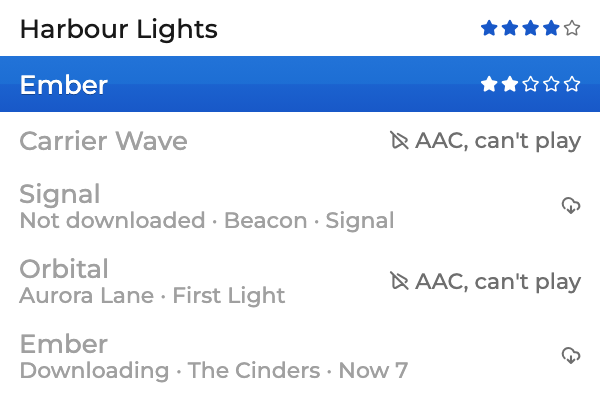 Harbour Lights
Ember
Carrier Wave AAC, can't play
Signal
Not downloaded · Beacon · Signal
Orbital
Aurora Lane · First Light AAC, can't play
Ember
Downloading · The Cinders · Now 7